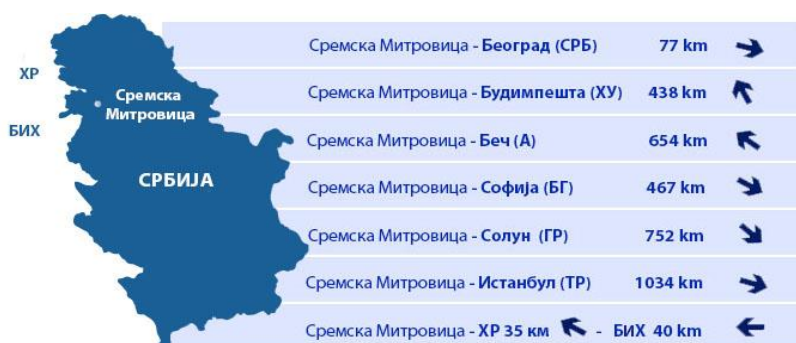 Сремска Митровица - Београд (СРБ) 77 km
ХР
Сремска Митровица - Будимпешта (ХУ) 438 km
Сремска
Митровица
БИХ
Сремска Митровица - Беч (А) 654 km
СРБИЈА
Сремска Митровица - Софија (БГ) 467 km
Сремска Митровица - Солун (ГР) 752 km
Сремска Митровица - Истанбул (ТР) 1034 km
Сремска Митровица - ХР 35 км - БИХ 40 km